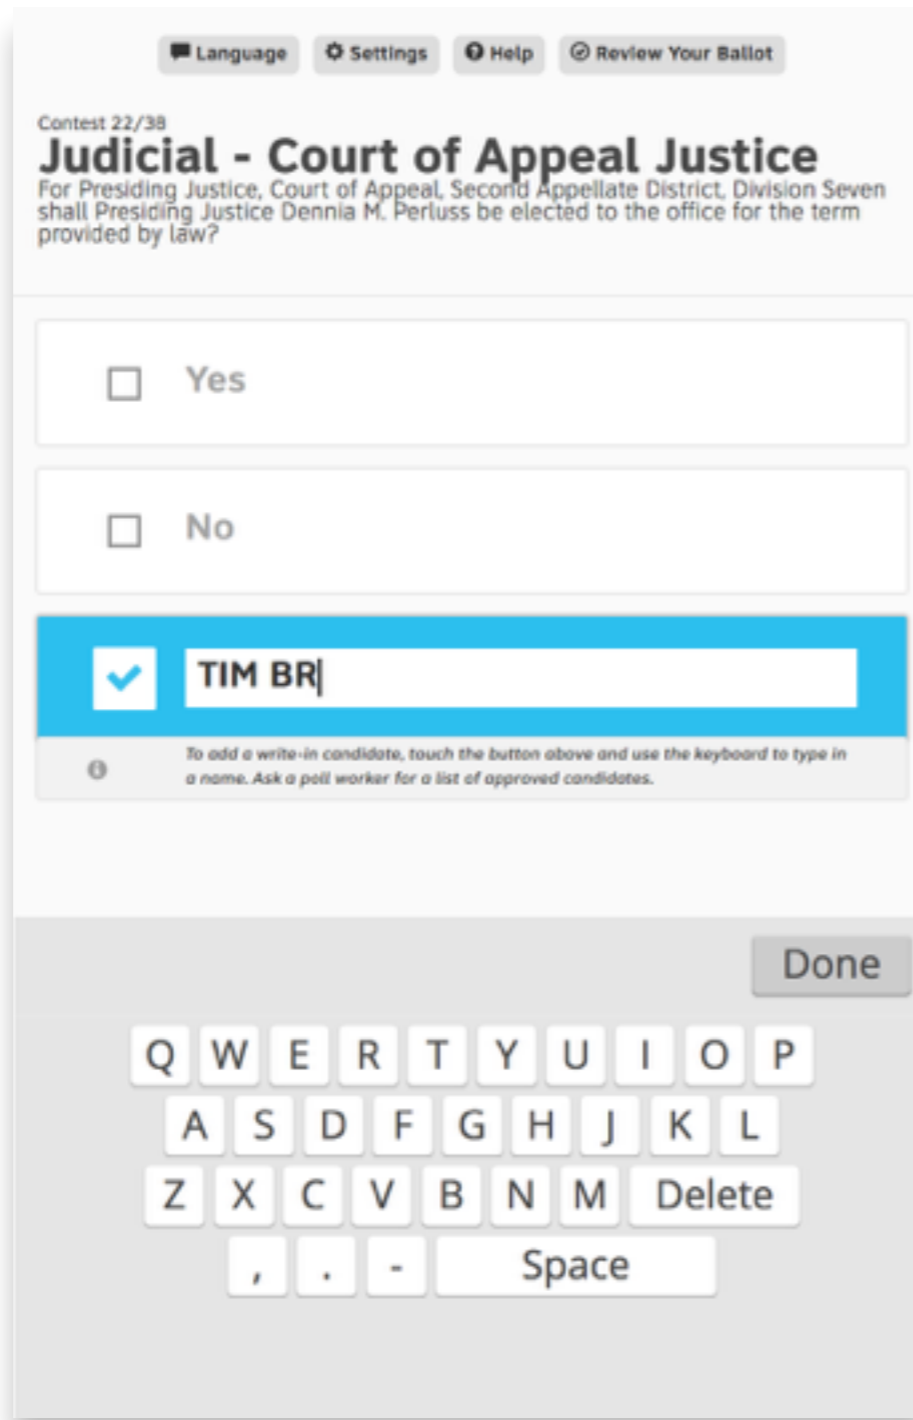 Language Settings Help Review Your Ballot
Contest 22/38
Judicial - Court of Appeal Justice
For Presiding Justice, Court of Appeal, Second Appellate District, Division Seven
shall Presiding Justice Dennia M. Perluss be elected to the office for the term
provided by law?
Yes
No
TIM BR
To add a write-in candidate, touch the button above and use the keyboard to type in
a name. Ask a poll worker for a list of approved candidates.
Done
Q W E R T Y U I O P
A S D F G H J K L
Z X C V B N M Delete
, . - Space